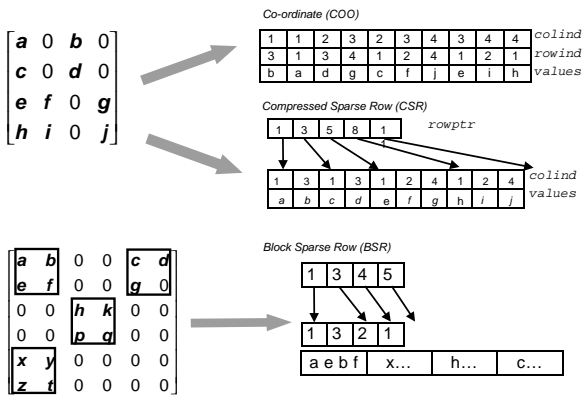 a 0 b 0
c 0 d 0
e f 0 g
h i 0 j
Co-ordinate (COO)
1 1 2 3 2 3 4 3 4 4 colind
3 1 3 4 1 2 4 1 2 1 rowind
b a d g c f j e i h values
Compressed Sparse Row (CSR)
1 3 5 8 1 rowptr
1
1 3 1 3 1 2 4 1 2 4 colind
a b c d e f g h i j values
a b 0 0 c d
e f 0 0 g 0
0 0 h k 0 0
0 0 p q 0 0
x y 0 0 0 0
z t 0 0 0 0
Block Sparse Row (BSR)
1 3 4 5
1 3 2 1
a e b f x… h… c…